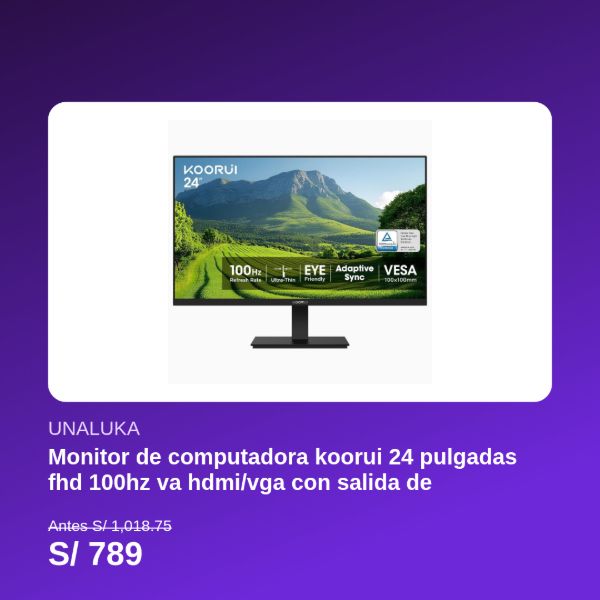 KOORUI
24"
100Hz
Refresh Rate
Ultra-Thin
EYE
Friendly
Adaptive
Sync
VESA
100x100mm
KOORUI
UNALUKA
Monitor de computadora koorui 24 pulgadas
fhd 100hz va hdmi/vga con salida de
Antes S/ 1,018.75
S/ 789